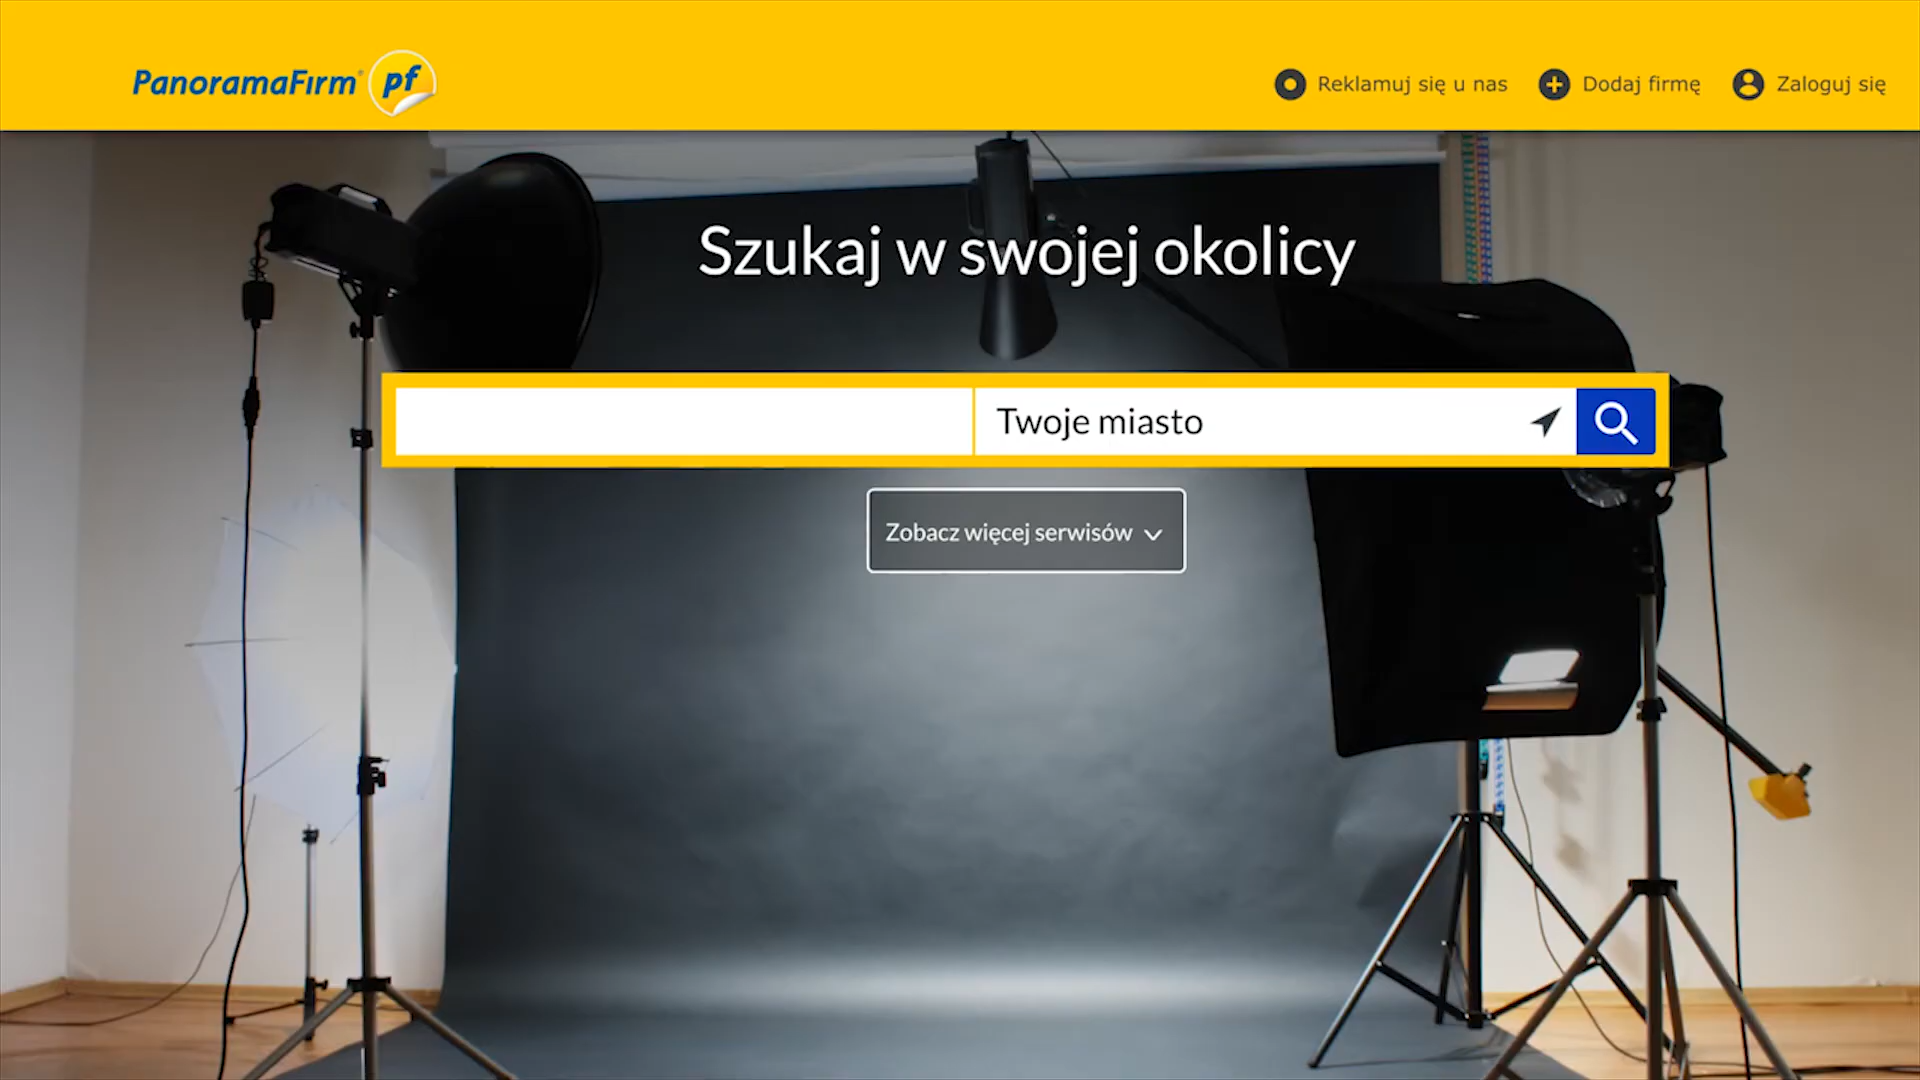 PanoramaFirm® pf
Reklamuj się u nas
Dodaj firmę
Zaloguj się
Szukaj w swojej okolicy
Twoje miasto
Zobacz więcej serwisów